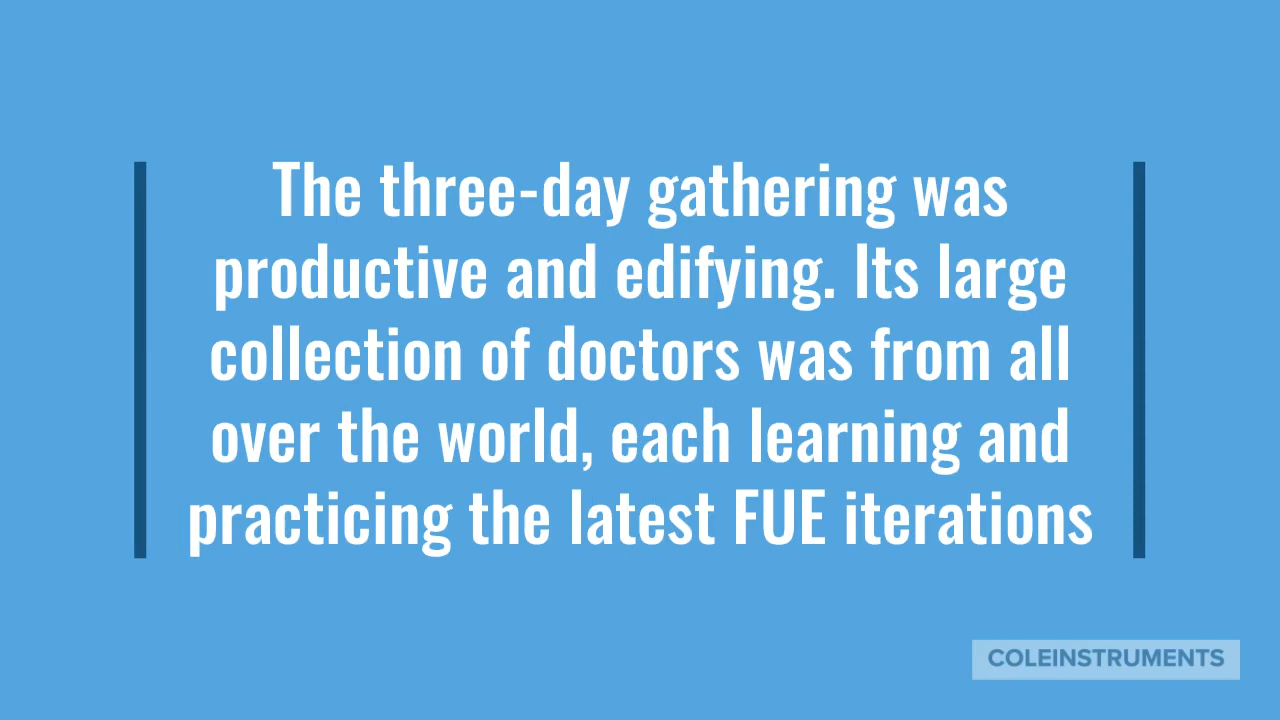 The three-day gathering was
productive and edifying. Its large
collection of doctors was from all
over the world, each learning and
practicing the latest FUE iterations
COLEINSTRUMENTS